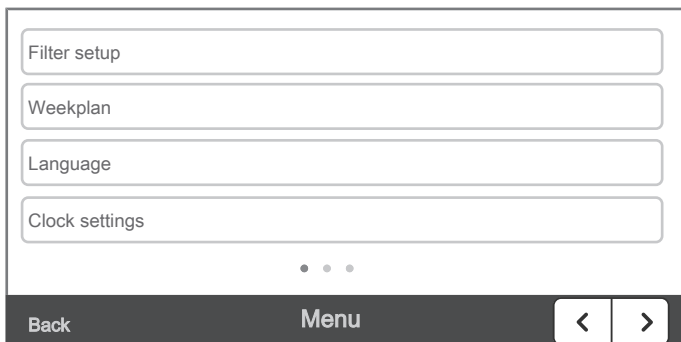 Filter setup
Weekplan
Language
Clock settings
Back
Menu